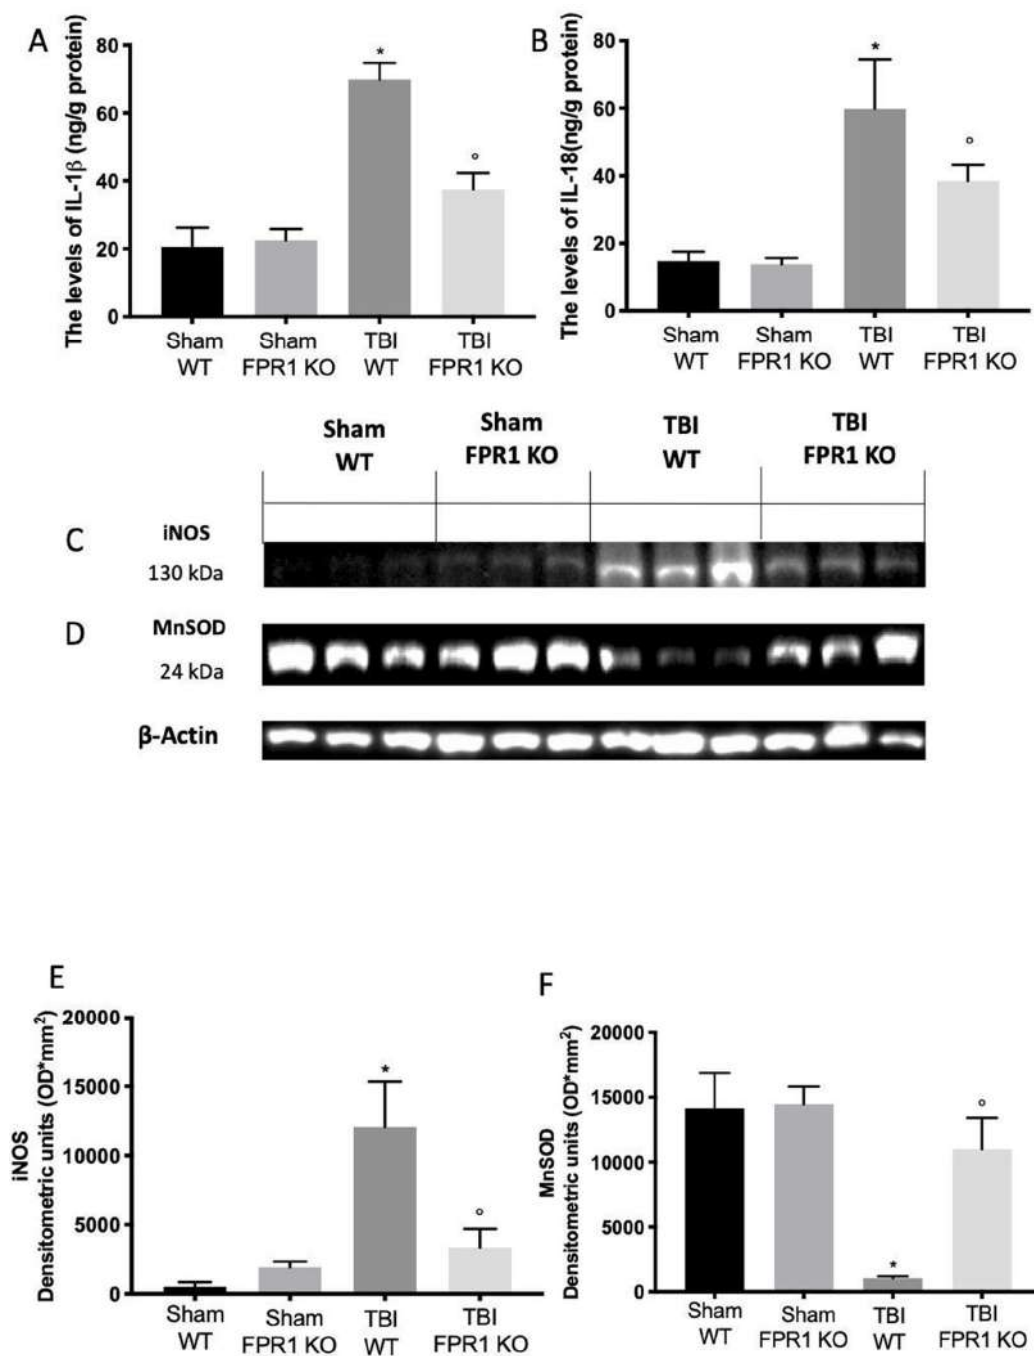 A
The levels of IL-1β (ng/g protein)
80
60
40
20
0
*
°
Sham
WT
Sham
FPR1 KO
TBI
WT
TBI
FPR1 KO
B
The levels of IL-18(ng/g protein)
80
60
40
20
0
*
°
Sham
WT
Sham
FPR1 KO
TBI
WT
TBI
FPR1 KO
Sham
WT
Sham
FPR1 KO
TBI
WT
TBI
FPR1 KO
C
iNOS
130 kDa
D
MnSOD
24 kDa
β-Actin
E
iNOS
Densitometric units (OD*mm²)
20000
15000
10000
5000
0
*
°
Sham
WT
Sham
FPR1 KO
TBI
WT
TBI
FPR1 KO
F
MnSOD
Densitometric units (OD*mm²)
20000
15000
10000
5000
0
*
°
Sham
WT
Sham
FPR1 KO
TBI
WT
TBI
FPR1 KO